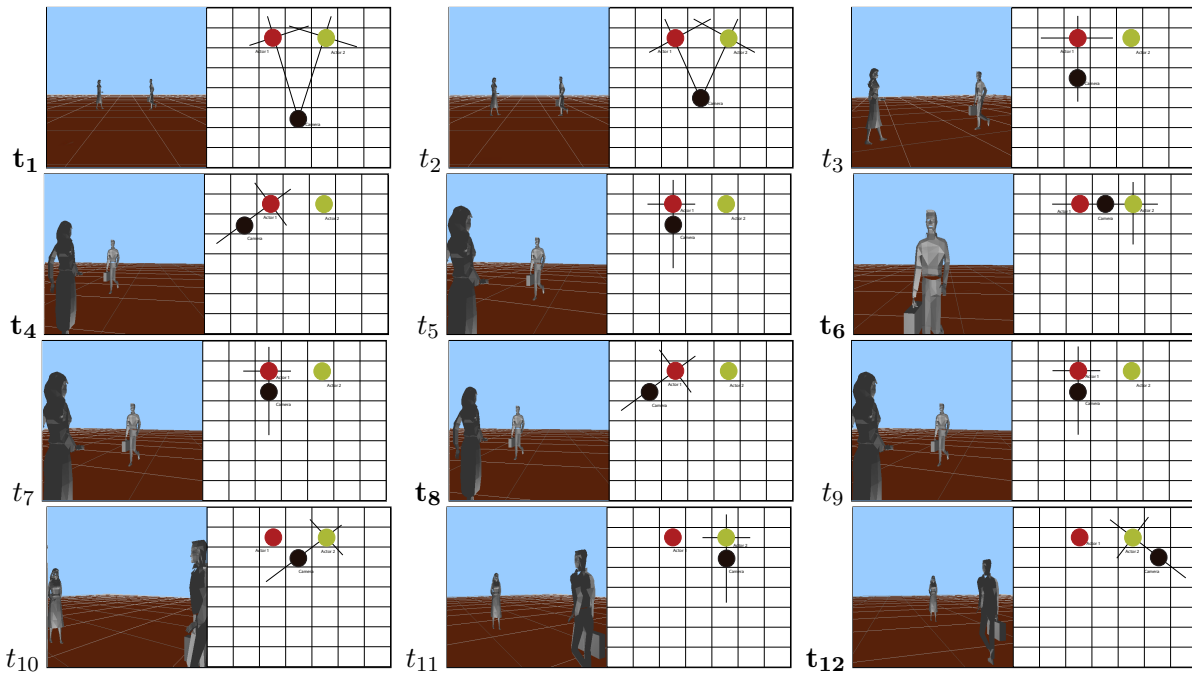 Actor 1
Actor 2
Camera
t1
Actor 1
Actor 2
Camera
t2
Actor 1
Actor 2
Camera
t3
Actor 1
Actor 2
Camera
t4
Actor 1
Actor 2
Camera
t5
Actor 1
Camera
Actor 2
t6
Actor 1
Actor 2
Camera
t7
Actor 1
Actor 2
Camera
t8
Actor 1
Actor 2
Camera
t9
Actor 1
Actor 2
Camera
t10
Actor 1
Actor 2
Camera
t11
Actor 1
Actor 2
Camera
t12